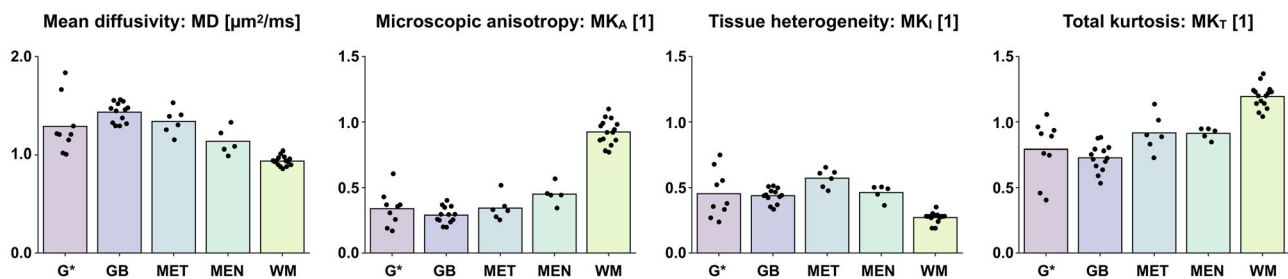 Mean diffusivity: MD [µm²/ms]
2.0
1.0
0.0
G* GB MET MEN WM
Microscopic anisotropy: MKA [1]
1.5
1.0
0.5
0.0
G* GB MET MEN WM
Tissue heterogeneity: MKI [1]
1.5
1.0
0.5
0.0
G* GB MET MEN WM
Total kurtosis: MKT [1]
1.5
1.0
0.5
0.0
G* GB MET MEN WM